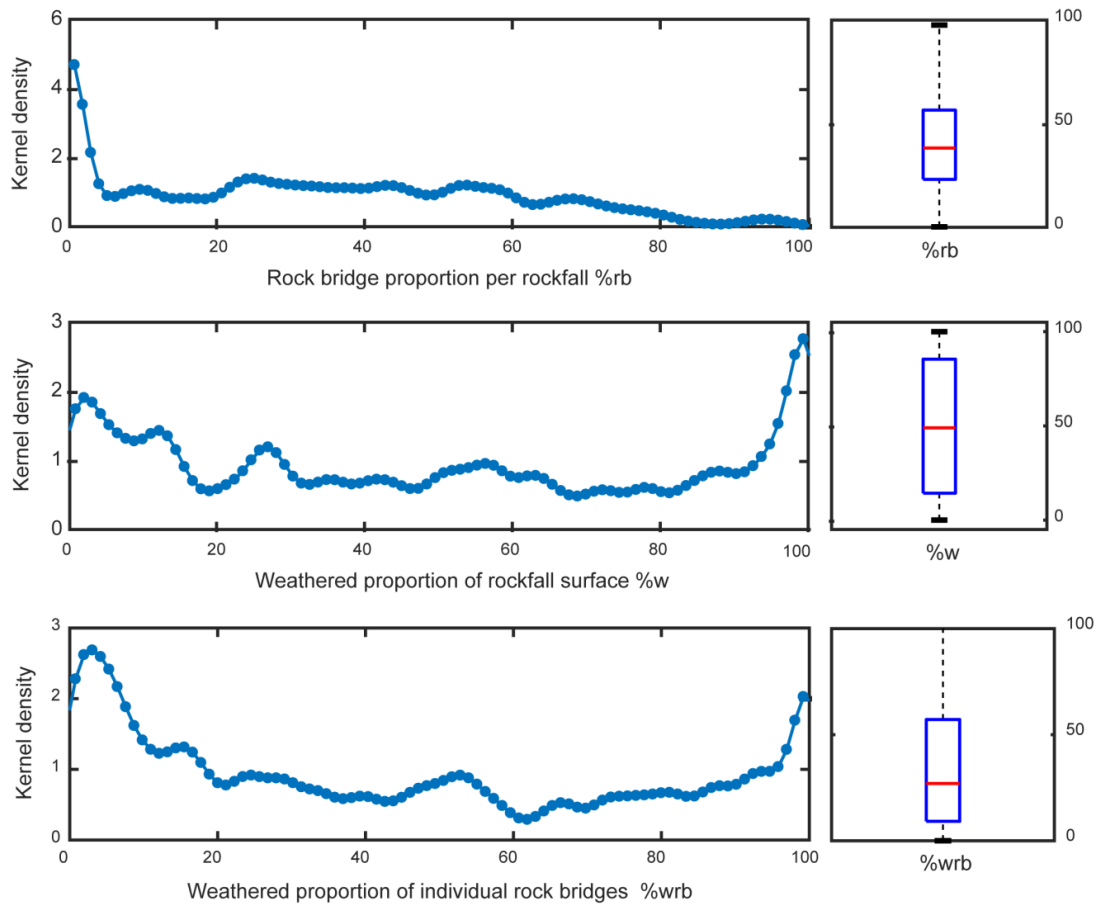 Kernel density
6
4
2
0
0 20 40 60 80 100
Rock bridge proportion per rockfall %rb
100
50
0
%rb
Kernel density
3
2
1
0
0 20 40 60 80 100
Weathered proportion of rockfall surface %w
100
50
0
%w
Kernel density
3
2
1
0
0 20 40 60 80 100
Weathered proportion of individual rock bridges %wrb
100
50
0
%wrb